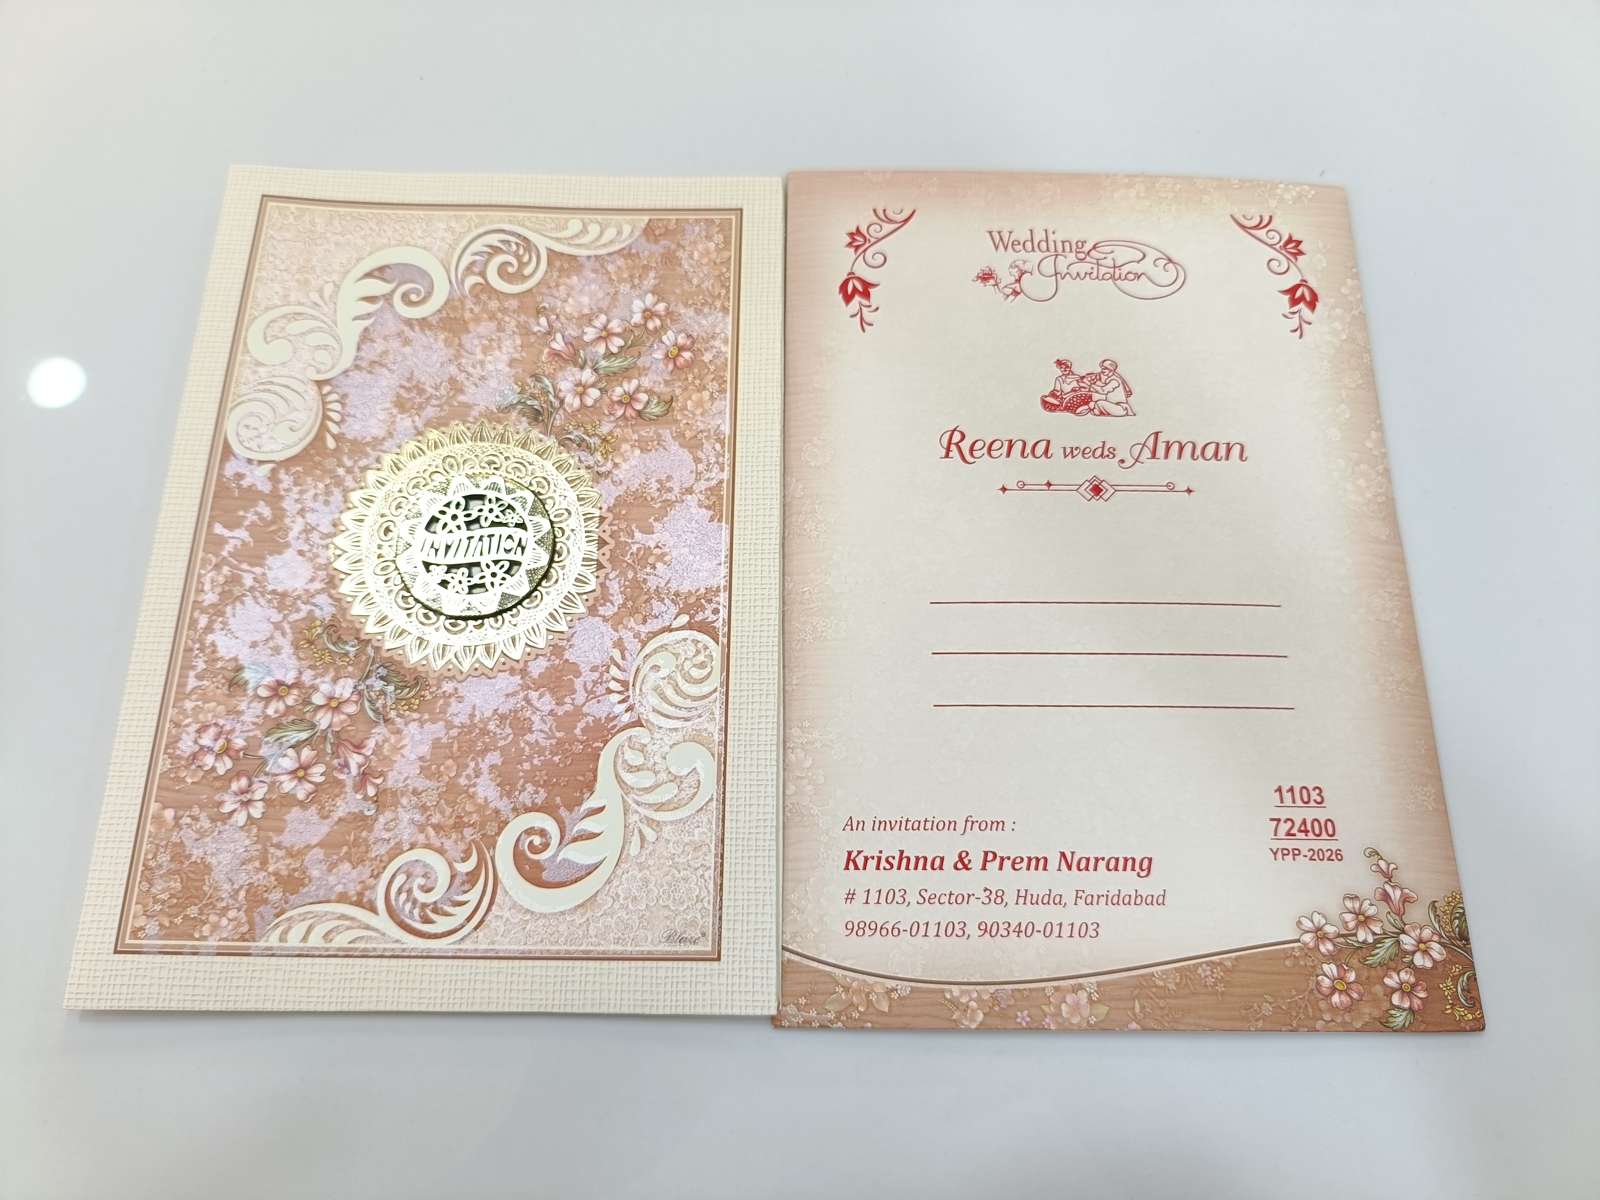 INVITATION
Wedding
Invitation
Reena weds Aman
An invitation from :
Krishna & Prem Narang
# 1103, Sector-38, Huda, Faridabad
98966-01103, 90340-01103
1103
72400
YPP-2026